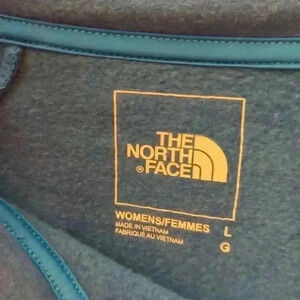 THE
NORTH
®FACE
WOMENS/FEMMES L
MADE IN VIETNAM
FABRIQUÉ AU VIETNAM G